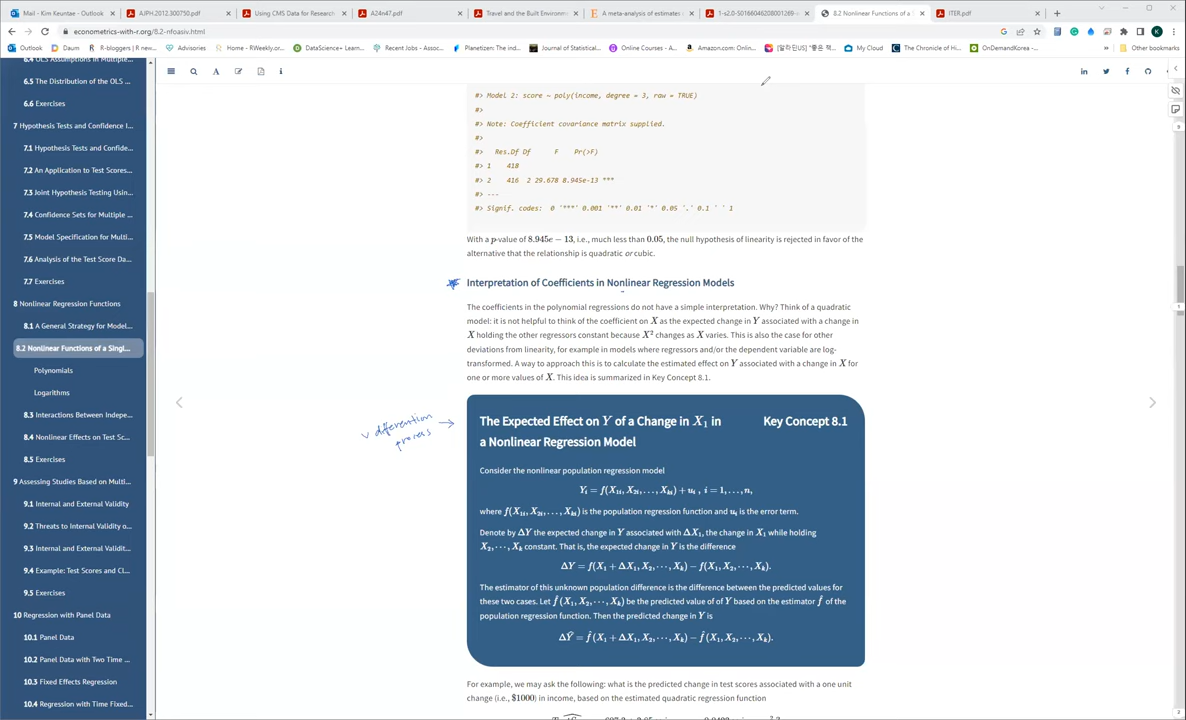 Mail - Kim Keuntae - Outlook
AJPH.2012.300750.pdf
Using CMS Data for Research
A24n47.pdf
Travel and the Built Environm
A meta-analysis of estimates
1-s2.0-S0166046208001269-
8.2 Nonlinear Functions of a S
ITER.pdf
econometrics-with-r.org/8.2-nfoasiv.html
Outlook
Daum
R-bloggers | R news...
Advisories
Home - RWeekly.or...
DataScience+ Learn...
Recent Jobs - Assoc...
Planetizen: The ind...
Journal of Statistical...
Online Courses - A...
Amazon.com: Onlin...
My Cloud
The Chronicle of Hi...
OnDemandKorea -...
Other bookmarks
6.4 OLS Assumptions in Multiple...
6.5 The Distribution of the OLS ...
6.6 Exercises
7 Hypothesis Tests and Confidence I...
7.1 Hypothesis Tests and Confide...
7.2 An Application to Test Scores...
7.3 Joint Hypothesis Testing Usin...
7.4 Confidence Sets for Multiple ...
7.5 Model Specification for Multi...
7.6 Analysis of the Test Score Da...
7.7 Exercises
8 Nonlinear Regression Functions
8.1 A General Strategy for Model...
8.2 Nonlinear Functions of a Singl...
Polynomials
Logarithms
8.3 Interactions Between Indepe...
8.4 Nonlinear Effects on Test Sc...
8.5 Exercises
9 Assessing Studies Based on Multi...
9.1 Internal and External Validity
9.2 Threats to Internal Validity o...
9.3 Internal and External Validit...
9.4 Example: Test Scores and Cl...
9.5 Exercises
10 Regression with Panel Data
10.1 Panel Data
10.2 Panel Data with Two Time ...
10.3 Fixed Effects Regression
10.4 Regression with Time Fixed...
#> Model 2: score ~ poly(income, degree = 3, raw = TRUE)
#>
#> Note: Coefficient covariance matrix supplied.
#>
#> Res.Df Df F Pr(>F)
#> 1 418
#> 2 416 2 29.678 8.945e-13 ***
#> ---
#> Signif. codes: 0 '***' 0.001 '**' 0.01 '*' 0.05 '.' 0.1 ' ' 1
With a p-value of 8.945e − 13, i.e., much less than 0.05, the null hypothesis of linearity is rejected in favor of the
alternative that the relationship is quadratic or cubic.
Interpretation of Coefficients in Nonlinear Regression Models
The coefficients in the polynomial regressions do not have a simple interpretation. Why? Think of a quadratic
model: it is not helpful to think of the coefficient on X as the expected change in Y associated with a change in
X holding the other regressors constant because X² changes as X varies. This is also the case for other
deviations from linearity, for example in models where regressors and/or the dependent variable are log-
transformed. A way to approach this is to calculate the estimated effect on Y associated with a change in X for
one or more values of X. This idea is summarized in Key Concept 8.1.
differention
process
The Expected Effect on Y of a Change in X₁ in
a Nonlinear Regression Model
Key Concept 8.1
Consider the nonlinear population regression model
Yᵢ = f(X₁ᵢ, X₂ᵢ, …, Xₖᵢ) + uᵢ , i = 1, …, n,
where f(X₁ᵢ, X₂ᵢ, …, Xₖᵢ) is the population regression function and uᵢ is the error term.
Denote by ΔY the expected change in Y associated with ΔX₁, the change in X₁ while holding
X₂, ⋯, Xₖ constant. That is, the expected change in Y is the difference
ΔY = f(X₁ + ΔX₁, X₂, ⋯, Xₖ) − f(X₁, X₂, ⋯, Xₖ).
The estimator of this unknown population difference is the difference between the predicted values for
these two cases. Let f̂(X₁, X₂, ⋯, Xₖ) be the predicted value of of Y based on the estimator f̂ of the
population regression function. Then the predicted change in Y is
ΔŶ = f̂(X₁ + ΔX₁, X₂, ⋯, Xₖ) − f̂(X₁, X₂, ⋯, Xₖ).
For example, we may ask the following: what is the predicted change in test scores associated with a one unit
change (i.e., $1000) in income, based on the estimated quadratic regression function